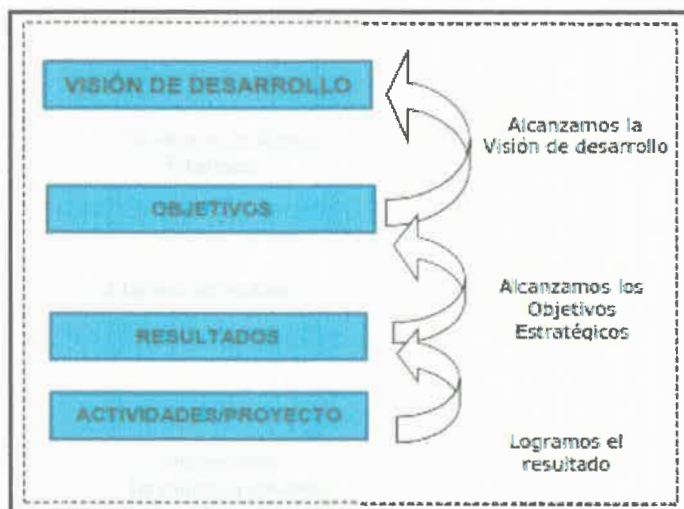 VISIÓN DE DESARROLLO
Alcanzamos la
Visión de desarrollo
OBJETIVOS
Alcanzamos los
Objetivos
Estratégicos
RESULTADOS
ACTIVIDADES/PROYECTO
Logramos el
resultado